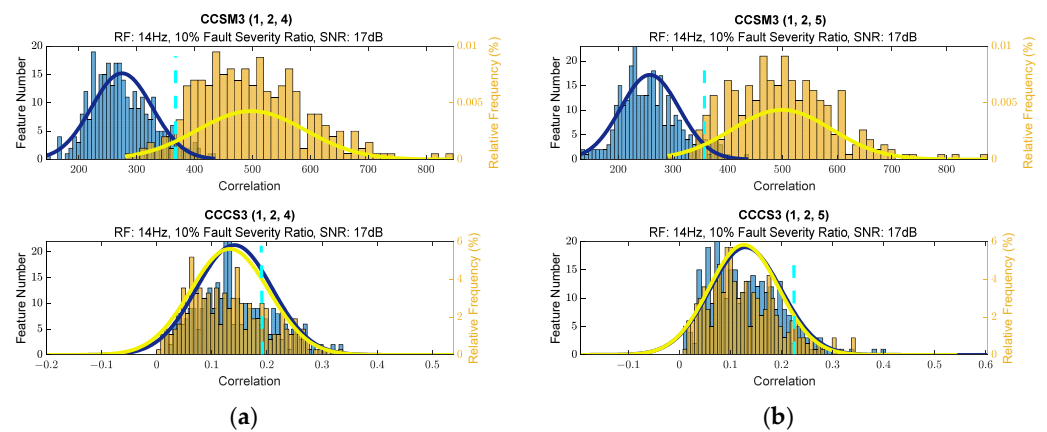 CCSM3 (1, 2, 4)
RF: 14Hz, 10% Fault Severity Ratio, SNR: 17dB
Feature Number
20
15
10
5
0
200 300 400 500 600 700 800
Correlation
0.01
0.005
0
Relative Frequency (%)
CCSM3 (1, 2, 5)
RF: 14Hz, 10% Fault Severity Ratio, SNR: 17dB
Feature Number
20
15
10
5
0
200 300 400 500 600 700 800
Correlation
0.01
0.005
0
Relative Frequency (%)
CCCS3 (1, 2, 4)
RF: 14Hz, 10% Fault Severity Ratio, SNR: 17dB
Feature Number
20
15
10
5
0
−0.2 −0.1 0 0.1 0.2 0.3 0.4 0.5
Correlation
6
4
2
0
Relative Frequency (%)
CCCS3 (1, 2, 5)
RF: 14Hz, 10% Fault Severity Ratio, SNR: 17dB
Feature Number
20
15
10
5
0
−0.1 0 0.1 0.2 0.3 0.4 0.5 0.6
Correlation
6
4
2
0
Relative Frequency (%)
(a)
(b)